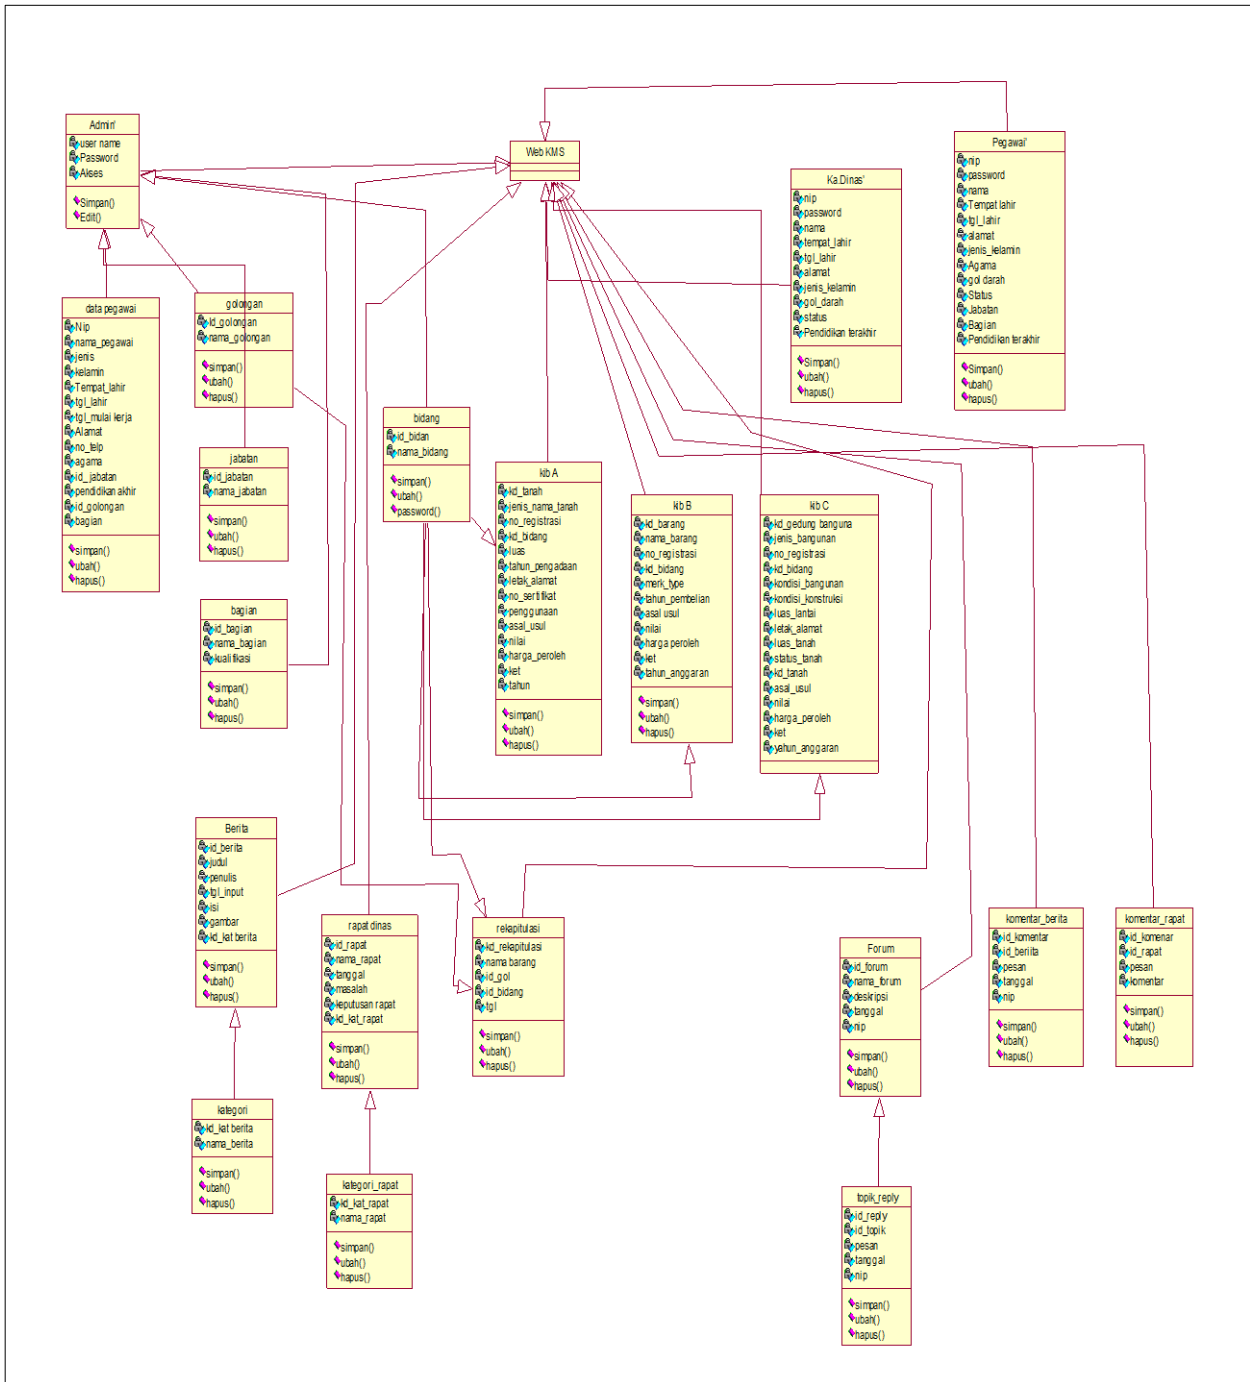 Admin'
user name
Password
Akses
Simpan()
Edit()
Web KMS
Pegawai'
nip
password
nama
Tempat lahir
tgl_lahir
alamat
jenis_kelamin
Agama
gol darah
Status
Jabatan
Bagian
Pendidikan terakhir
Simpan()
ubah()
hapus()
Ka.Dinas'
nip
password
nama
tempat_lahir
tgl_lahir
alamat
jenis_kelamin
gol_darah
status
Pendidikan terakhir
Simpan()
ubah()
hapus()
data pegawai
Nip
nama_pegawai
jenis
kelamin
Tempat_lahir
tgl_lahir
tgl_mulai kerja
Alamat
no_telp
agama
id_jabatan
pendidikan akhir
id_golongan
bagian
simpan()
ubah()
hapus()
golongan
id_golongan
nama_golongan
simpan()
ubah()
hapus()
jabatan
id_jabatan
nama_jabatan
simpan()
ubah()
hapus()
bagian
id_bagian
nama_bagian
kualifikasi
simpan()
ubah()
hapus()
bidang
id_bidan
nama_bidang
simpan()
ubah()
password()
kib A
kd_tanah
jenis_nama_tanah
no_registrasi
kd_bidang
luas
tahun_pengadaan
letak_alamat
no_sertifikat
penggunaan
asal_usul
nilai
harga_peroleh
ket
tahun
simpan()
ubah()
hapus()
kib B
kd_barang
nama_barang
no_registrasi
kd_bidang
merk_type
tahun_pembelian
asal usul
nilai
harga peroleh
ket
tahun_anggaran
simpan()
ubah()
hapus()
kib C
kd_gedung banguna
jenis_bangunan
no_registrasi
kd_bidang
kondisi_bangunan
kondisi_konstruksi
luas_lantai
letak_alamat
luas_tanah
status_tanah
kd_tanah
asal_usul
nilai
harga_peroleh
ket
yahun_anggaran
Berita
id_berita
judul
penulis
tgl_input
isi
gambar
kd_kat berita
simpan()
ubah()
hapus()
rapat dinas
id_rapat
nama_rapat
tanggal
masalah
keputusan rapat
kd_kat_rapat
simpan()
ubah()
hapus()
rekapitulasi
kd_rekapitulasi
nama barang
id_gol
id_bidang
tgl
simpan()
ubah()
hapus()
Forum
id_forum
nama_forum
deskripsi
tanggal
nip
simpan()
ubah()
hapus()
komentar_berita
id_komentar
id_beriita
pesan
tanggal
nip
simpan()
ubah()
hapus()
komentar_rapat
id_komenar
id_rapat
pesan
komentar
simpan()
ubah()
hapus()
kategori
kd_kat berita
nama_berita
simpan()
ubah()
hapus()
kategori_rapat
kd_kat_rapat
nama_rapat
simpan()
ubah()
hapus()
topik_reply
id_reply
id_topik
pesan
tanggal
nip
simpan()
ubah()
hapus()